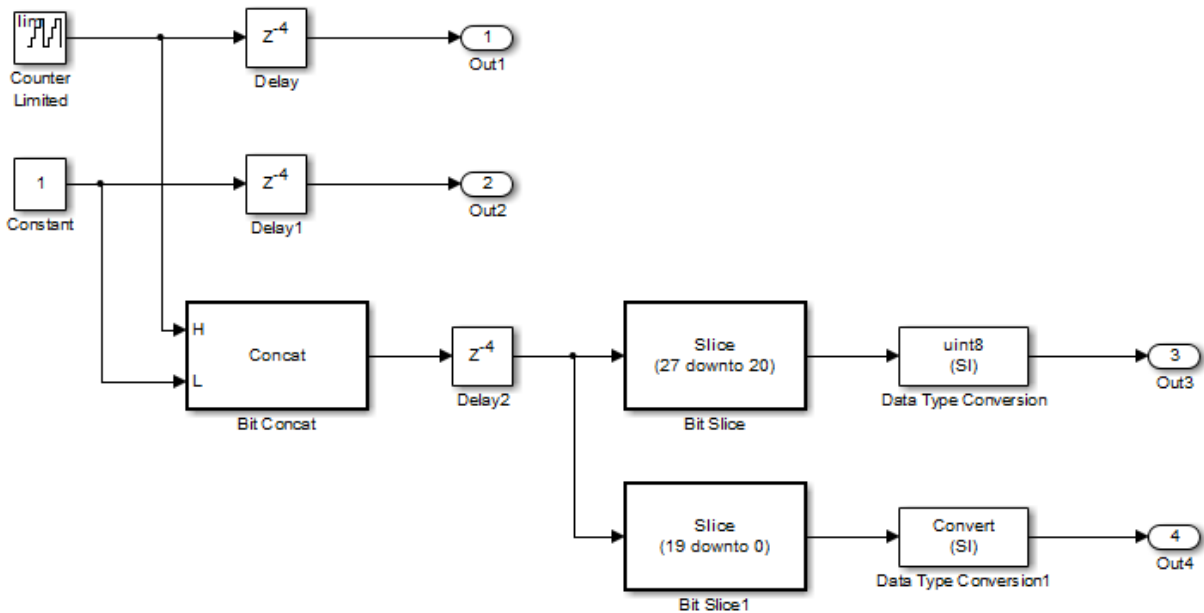 lim
Counter
Limited
Z-4
Delay
1
Out1
1
Constant
Z-4
Delay1
2
Out2
H
L
Concat
Bit Concat
Z-4
Delay2
Slice
(27 downto 20)
Bit Slice
uint8
(SI)
Data Type Conversion
3
Out3
Slice
(19 downto 0)
Bit Slice1
Convert
(SI)
Data Type Conversion1
4
Out4